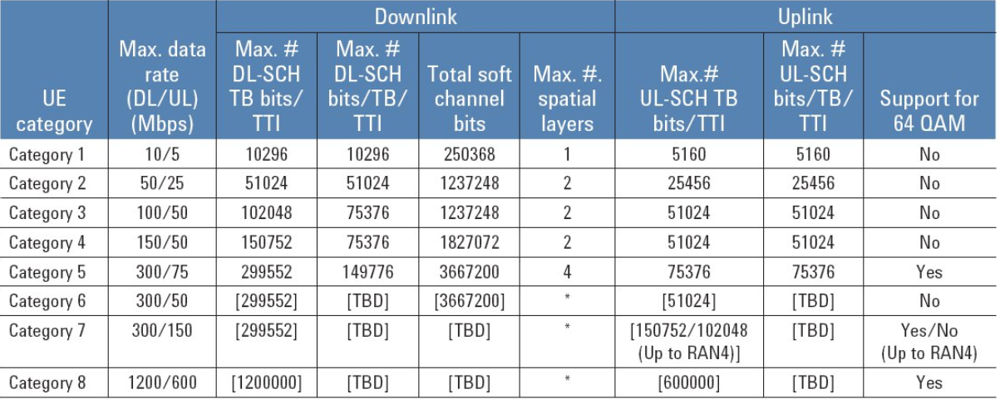 Downlink Uplink
UE category Max. data rate (DL/UL) (Mbps) Max. # DL-SCH TB bits/ TTI Max. # DL-SCH bits/TB/ TTI Total soft channel bits Max. #. spatial layers Max.# UL-SCH TB bits/TTI Max. # UL-SCH bits/TB/ TTI Support for 64 QAM
Category 1 10/5 10296 10296 250368 1 5160 5160 No
Category 2 50/25 51024 51024 1237248 2 25456 25456 No
Category 3 100/50 102048 75376 1237248 2 51024 51024 No
Category 4 150/50 150752 75376 1827072 2 51024 51024 No
Category 5 300/75 299552 149776 3667200 4 75376 75376 Yes
Category 6 300/50 [299552] [TBD] [3667200] * [51024] [TBD] No
Category 7 300/150 [299552] [TBD] [TBD] * [150752/102048 (Up to RAN4)] [TBD] Yes/No (Up to RAN4)
Category 8 1200/600 [1200000] [TBD] [TBD] * [600000] [TBD] Yes